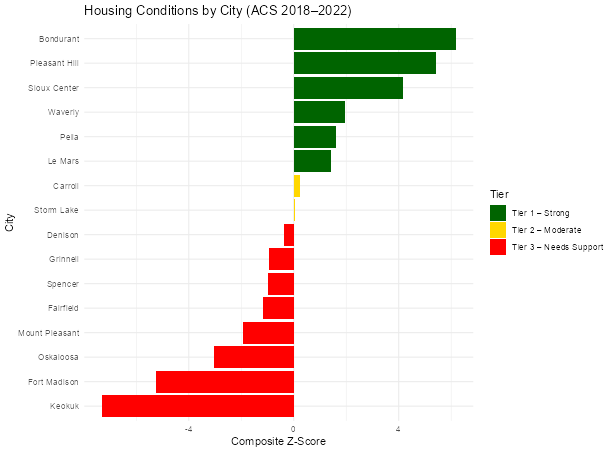 Housing Conditions by City (ACS 2018–2022)
Bondurant
Pleasant Hill
Sioux Center
Waverly
Pella
Le Mars
Carroll
Storm Lake
Denison
Grinnell
Spencer
Fairfield
Mount Pleasant
Oskaloosa
Fort Madison
Keokuk
City
-4
0
4
Composite Z-Score
Tier
Tier 1 – Strong
Tier 2 – Moderate
Tier 3 – Needs Support